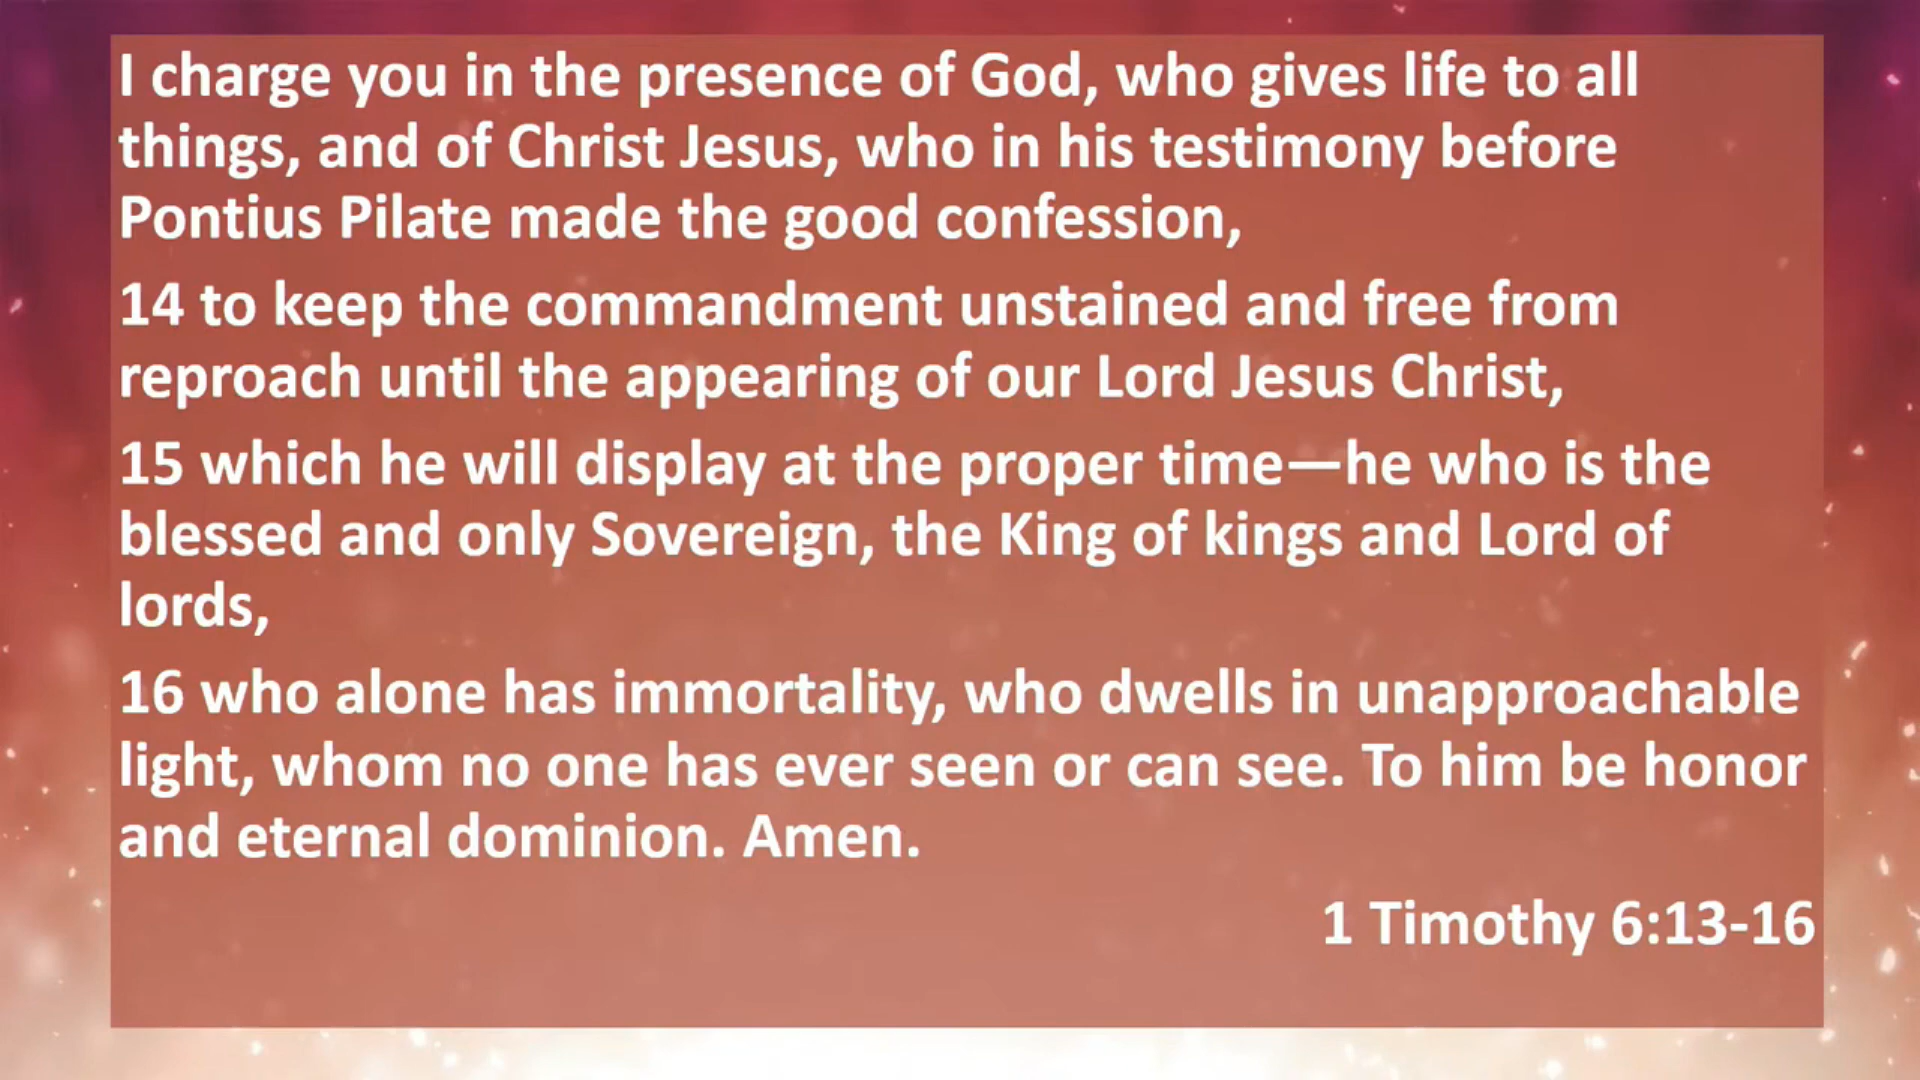 I charge you in the presence of God, who gives life to all
things, and of Christ Jesus, who in his testimony before
Pontius Pilate made the good confession,
14 to keep the commandment unstained and free from
reproach until the appearing of our Lord Jesus Christ,
15 which he will display at the proper time—he who is the
blessed and only Sovereign, the King of kings and Lord of
lords,
16 who alone has immortality, who dwells in unapproachable
light, whom no one has ever seen or can see. To him be honor
and eternal dominion. Amen.
1 Timothy 6:13-16